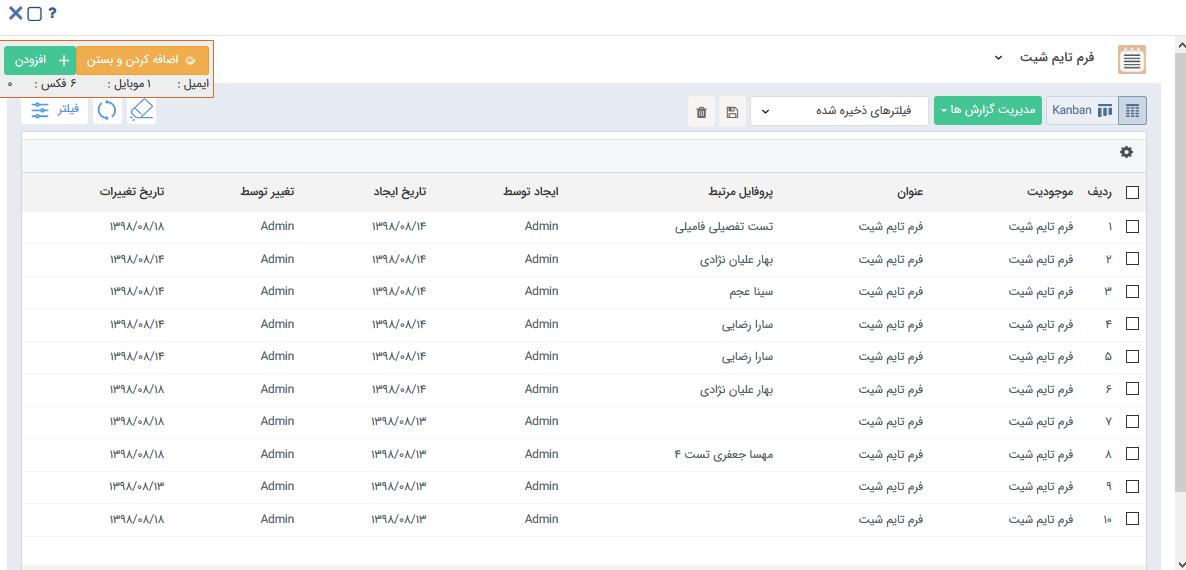 ?
فرم تایم شیت
اضافه کردن و بستن افزودن +
ایمیل : ۱ موبایل : ۶ فکس : ۰
Kanban مدیریت گزارش ها فیلترهای ذخیره شده فیلتر
ردیف موجودیت عنوان پروفایل مرتبط ایجاد توسط تاریخ ایجاد تغییر توسط تاریخ تغییرات
۱ فرم تایم شیت فرم تایم شیت تست تفصیلی فامیلی Admin ۱۳۹۸/۰۸/۱۴ Admin ۱۳۹۸/۰۸/۱۸
۲ فرم تایم شیت فرم تایم شیت بهار علیان نژادی Admin ۱۳۹۸/۰۸/۱۴ Admin ۱۳۹۸/۰۸/۱۴
۳ فرم تایم شیت فرم تایم شیت سینا عجم Admin ۱۳۹۸/۰۸/۱۴ Admin ۱۳۹۸/۰۸/۱۴
۴ فرم تایم شیت فرم تایم شیت سارا رضایی Admin ۱۳۹۸/۰۸/۱۴ Admin ۱۳۹۸/۰۸/۱۴
۵ فرم تایم شیت فرم تایم شیت سارا رضایی Admin ۱۳۹۸/۰۸/۱۴ Admin ۱۳۹۸/۰۸/۱۴
۶ فرم تایم شیت فرم تایم شیت بهار علیان نژادی Admin ۱۳۹۸/۰۸/۱۴ Admin ۱۳۹۸/۰۸/۱۸
۷ فرم تایم شیت فرم تایم شیت Admin ۱۳۹۸/۰۸/۱۳ Admin ۱۳۹۸/۰۸/۱۸
۸ فرم تایم شیت فرم تایم شیت مهسا جعفری تست ۴ Admin ۱۳۹۸/۰۸/۱۳ Admin ۱۳۹۸/۰۸/۱۸
۹ فرم تایم شیت فرم تایم شیت Admin ۱۳۹۸/۰۸/۱۳ Admin ۱۳۹۸/۰۸/۱۳
۱۰ فرم تایم شیت فرم تایم شیت Admin ۱۳۹۸/۰۸/۱۳ Admin ۱۳۹۸/۰۸/۱۸